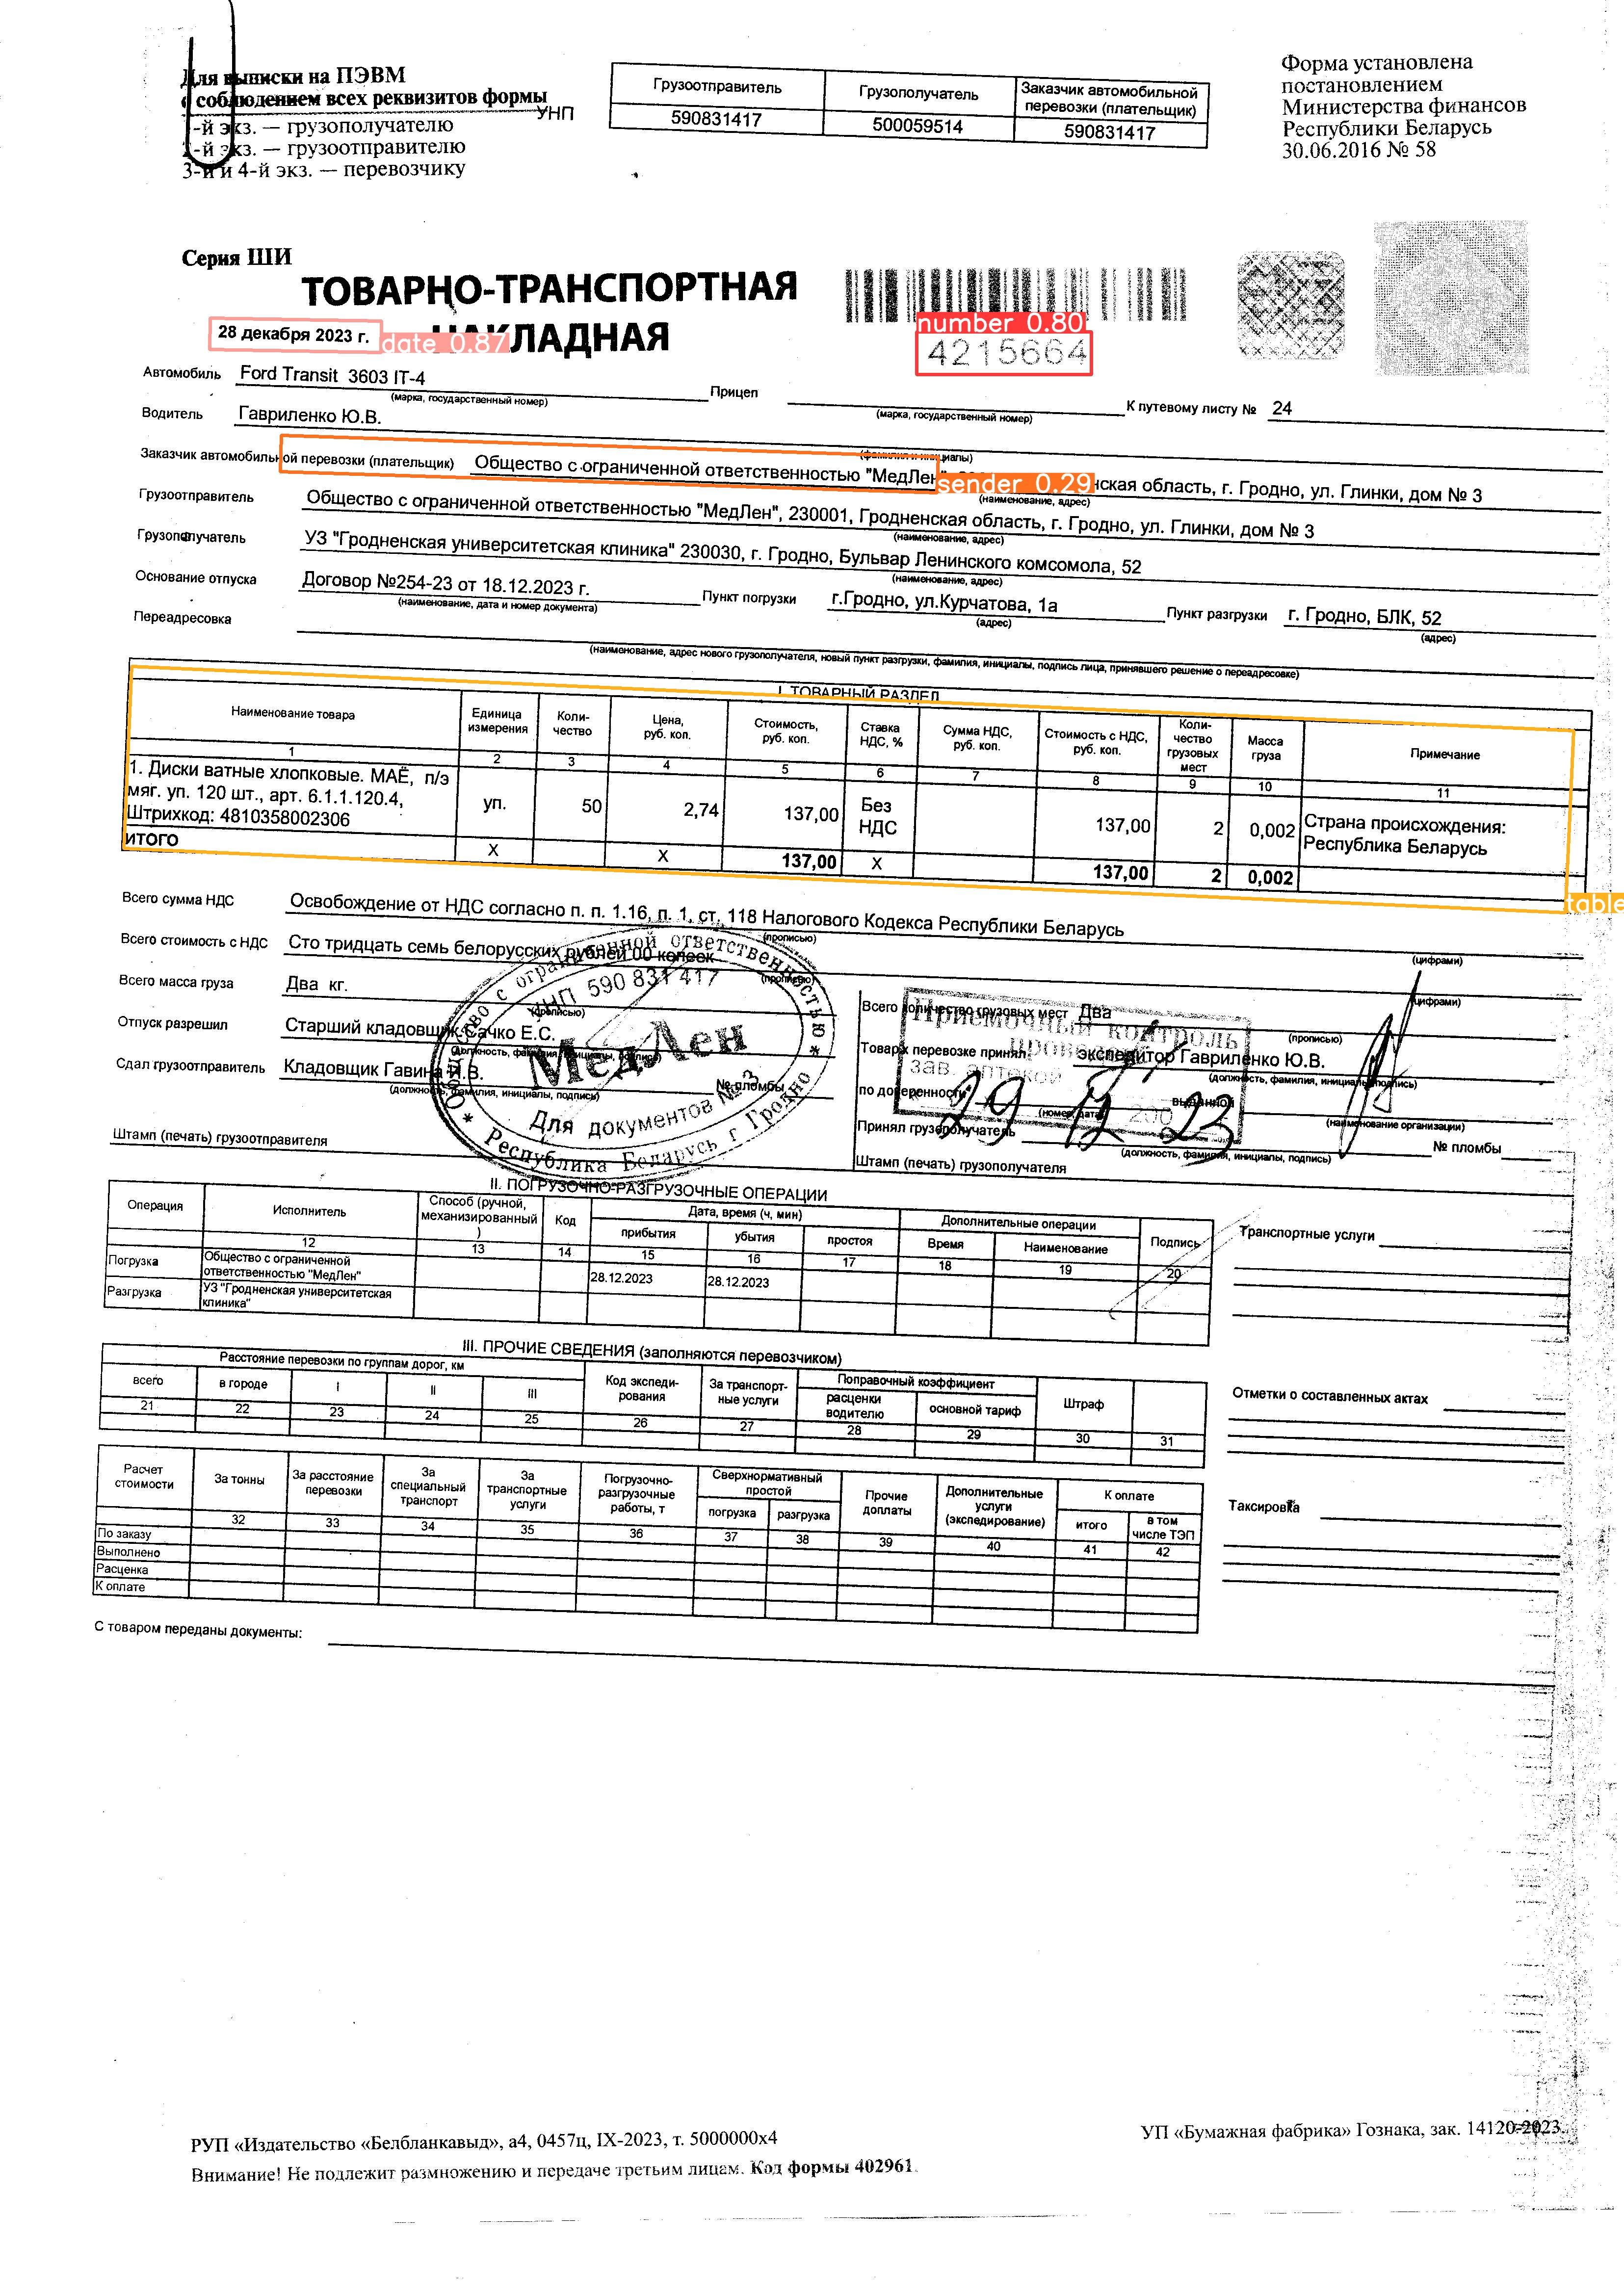 Для выписки на ПЭВМ
с соблюдением всех реквизитов формы
1-й экз. — грузополучателю
2-й экз. — грузоотправителю
3-й и 4-й экз. — перевозчику
УНП
Грузоотправитель Грузополучатель Заказчик автомобильной перевозки (плательщик)
590831417 500059514 590831417
Форма установлена
постановлением
Министерства финансов
Республики Беларусь
30.06.2016 № 58
Серия ШИ
ТОВАРНО-ТРАНСПОРТНАЯ
НАКЛАДНАЯ
28 декабря 2023 г.
date 0.87
number 0.80
4215664
Автомобиль Ford Transit 3603 IT-4 Прицеп К путевому листу № 24
(марка, государственный номер) (марка, государственный номер)
Водитель Гавриленко Ю.В.
(фамилия и инициалы)
Заказчик автомобильной перевозки (плательщик) Общество с ограниченной ответственностью "МедЛен sender 0.29 нская область, г. Гродно, ул. Глинки, дом № 3
(наименование, адрес)
Грузоотправитель Общество с ограниченной ответственностью "МедЛен", 230001, Гродненская область, г. Гродно, ул. Глинки, дом № 3
(наименование, адрес)
Грузополучатель УЗ "Гродненская университетская клиника" 230030, г. Гродно, Бульвар Ленинского комсомола, 52
(наименование, адрес)
Основание отпуска Договор №254-23 от 18.12.2023 г. Пункт погрузки г.Гродно, ул.Курчатова, 1а Пункт разгрузки г. Гродно, БЛК, 52
(наименование, дата и номер документа) (адрес) (адрес)
Переадресовка
(наименование, адрес нового грузополучателя, новый пункт разгрузки, фамилия, инициалы, подпись лица, принявшего решение о переадресовке)
I. ТОВАРНЫЙ РАЗДЕЛ
Наименование товара Единица измерения Коли-чество Цена, руб. коп. Стоимость, руб. коп. Ставка НДС, % Сумма НДС, руб. коп. Стоимость с НДС, руб. коп. Коли-чество грузовых мест Масса груза Примечание
1 2 3 4 5 6 7 8 9 10 11
1. Диски ватные хлопковые. МАЁ, п/э
мяг. уп. 120 шт., арт. 6.1.1.120.4,
Штрихкод: 4810358002306 уп. 50 2,74 137,00 Без НДС 137,00 2 0,002 Страна происхождения: Республика Беларусь
ИТОГО X X 137,00 X 137,00 2 0,002
table
Всего сумма НДС Освобождение от НДС согласно п. п. 1.16, п. 1, ст. 118 Налогового Кодекса Республики Беларусь
(прописью) (цифрами)
Всего стоимость с НДС Сто тридцать семь белорусских рублей 00 копеек
(прописью) (цифрами)
Всего масса груза Два кг. Всего количество грузовых мест Два
(прописью) (прописью)
Отпуск разрешил Старший кладовщик Сачко Е.С. Товар к перевозке принял экспедитор Гавриленко Ю.В.
(должность, фамилия, инициалы, подпись) (должность, фамилия, инициалы, подпись)
Сдал грузоотправитель Кладовщик Гавина И.В. № пломбы по доверенности выданной
(должность, фамилия, инициалы, подпись) (номер, дата) (наименование организации)
Принял грузополучатель № пломбы
(должность, фамилия, инициалы, подпись)
Штамп (печать) грузоотправителя Штамп (печать) грузополучателя
Общество с ограниченной ответственностью
УНП 590 831 417
МедЛен
Для документов № 3
* Республика Беларусь г Гродно *
Приемочный контроль
проведен
зав. аптекой
29 12 23
II. ПОГРУЗОЧНО-РАЗГРУЗОЧНЫЕ ОПЕРАЦИИ
Операция Исполнитель Способ (ручной, механизированный) Код Дата, время (ч, мин) Дополнительные операции Подпись
прибытия убытия простоя Время Наименование
12 13 14 15 16 17 18 19 20
Погрузка Общество с ограниченной ответственностью "МедЛен" 28.12.2023 28.12.2023
Разгрузка УЗ "Гродненская университетская клиника"
Транспортные услуги
III. ПРОЧИЕ СВЕДЕНИЯ (заполняются перевозчиком)
Расстояние перевозки по группам дорог, км Код экспеди-рования За транспорт-ные услуги Поправочный коэффициент Штраф
всего в городе I II III расценки водителю основной тариф
21 22 23 24 25 26 27 28 29 30 31
Отметки о составленных актах
Расчет стоимости За тонны За расстояние перевозки За специальный транспорт За транспортные услуги Погрузочно-разгрузочные работы, т Сверхнормативный простой Прочие доплаты Дополнительные услуги (экспедирование) К оплате
погрузка разгрузка итого в том числе ТЭП
32 33 34 35 36 37 38 39 40 41 42
По заказу
Выполнено
Расценка
К оплате
Таксировка
С товаром переданы документы:
РУП «Издательство «Белбланкавыд», а4, 0457ц, IX-2023, т. 5000000х4
УП «Бумажная фабрика» Гознака, зак. 14120-2023.
Внимание! Не подлежит размножению и передаче третьим лицам. Код формы 402961.